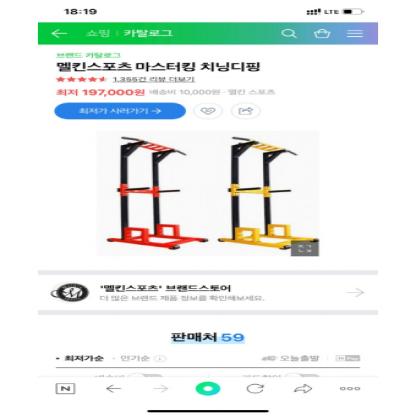 18:19 LTE
쇼핑 카탈로그
브랜드 카탈로그
멜킨스포츠 마스터킹 치닝디핑
1,355건 리뷰 더보기
최저 197,000원 배송비 10,000원 · 멜킨 스포츠
최저가 사러가기 →
'멜킨스포츠' 브랜드스토어
더 많은 브랜드 제품 정보를 확인해보세요.
판매처 59
• 최저가순 • 인기순 오늘출발
N